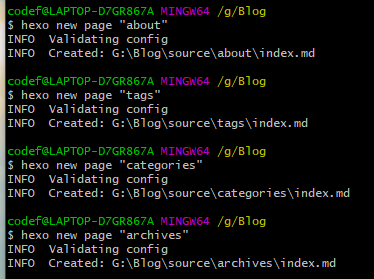 codef@LAPTOP-D7GR867A MINGW64 /g/Blog
$ hexo new page "about"
INFO  Validating config
INFO  Created: G:\Blog\source\about\index.md
codef@LAPTOP-D7GR867A MINGW64 /g/Blog
$ hexo new page "tags"
INFO  Validating config
INFO  Created: G:\Blog\source\tags\index.md
codef@LAPTOP-D7GR867A MINGW64 /g/Blog
$ hexo new page "categories"
INFO  Validating config
INFO  Created: G:\Blog\source\categories\index.md
codef@LAPTOP-D7GR867A MINGW64 /g/Blog
$ hexo new page "archives"
INFO  Validating config
INFO  Created: G:\Blog\source\archives\index.md